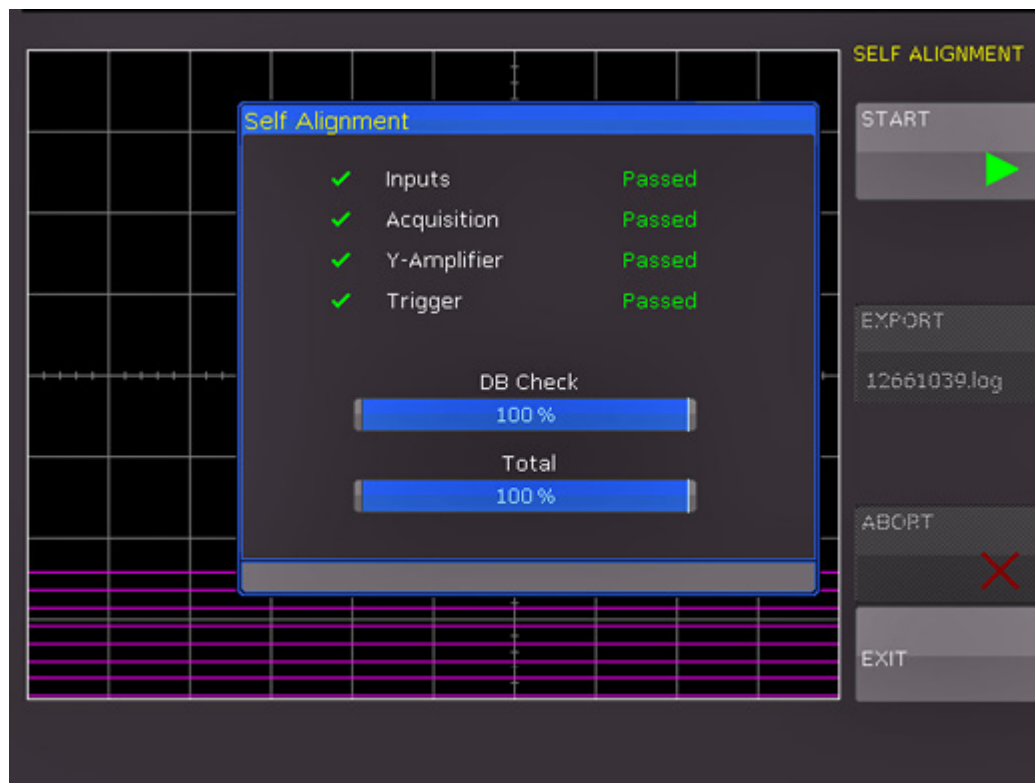 SELF ALIGNMENT
Self Alignment
START
Inputs Passed
Acquisition Passed
Y-Amplifier Passed
Trigger Passed
EXPORT
12661039.log
DB Check
100 %
Total
100 %
ABORT
EXIT